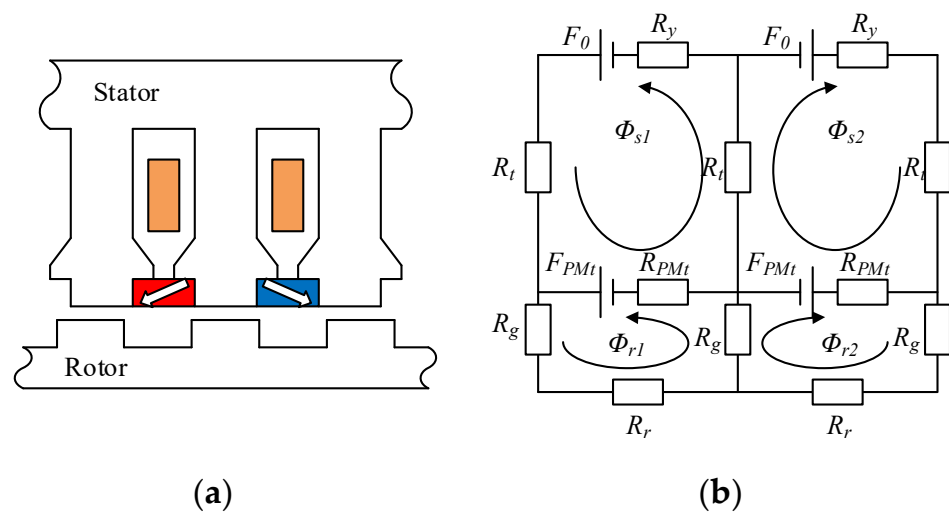 Stator
Rotor
(a)
F0 Ry F0 Ry
Φs1 Φs2
Rt Rt Rt
FPMt RPMt FPMt RPMt
Rg Φr1 Rg Φr2 Rg
Rr Rr
(b)